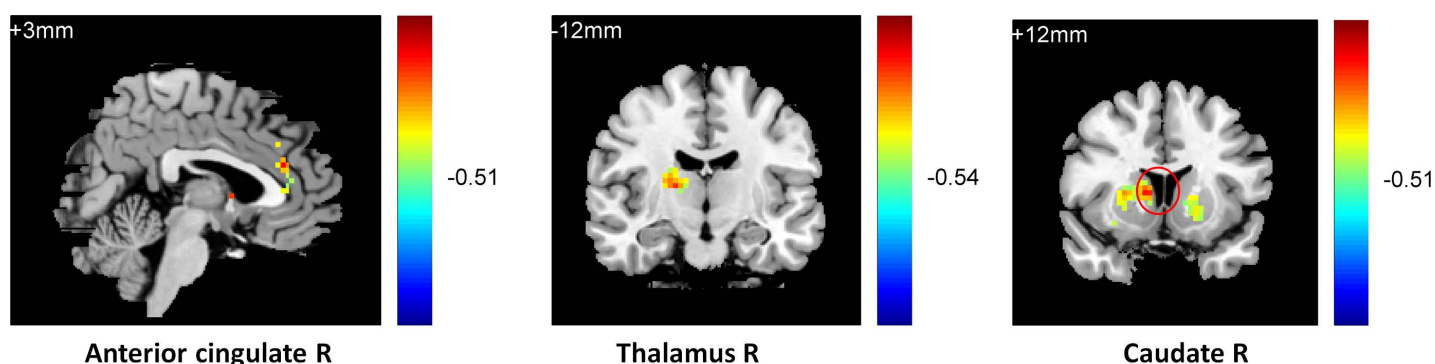 +3mm
-0.51
Anterior cingulate R
-12mm
-0.54
Thalamus R
+12mm
-0.51
Caudate R